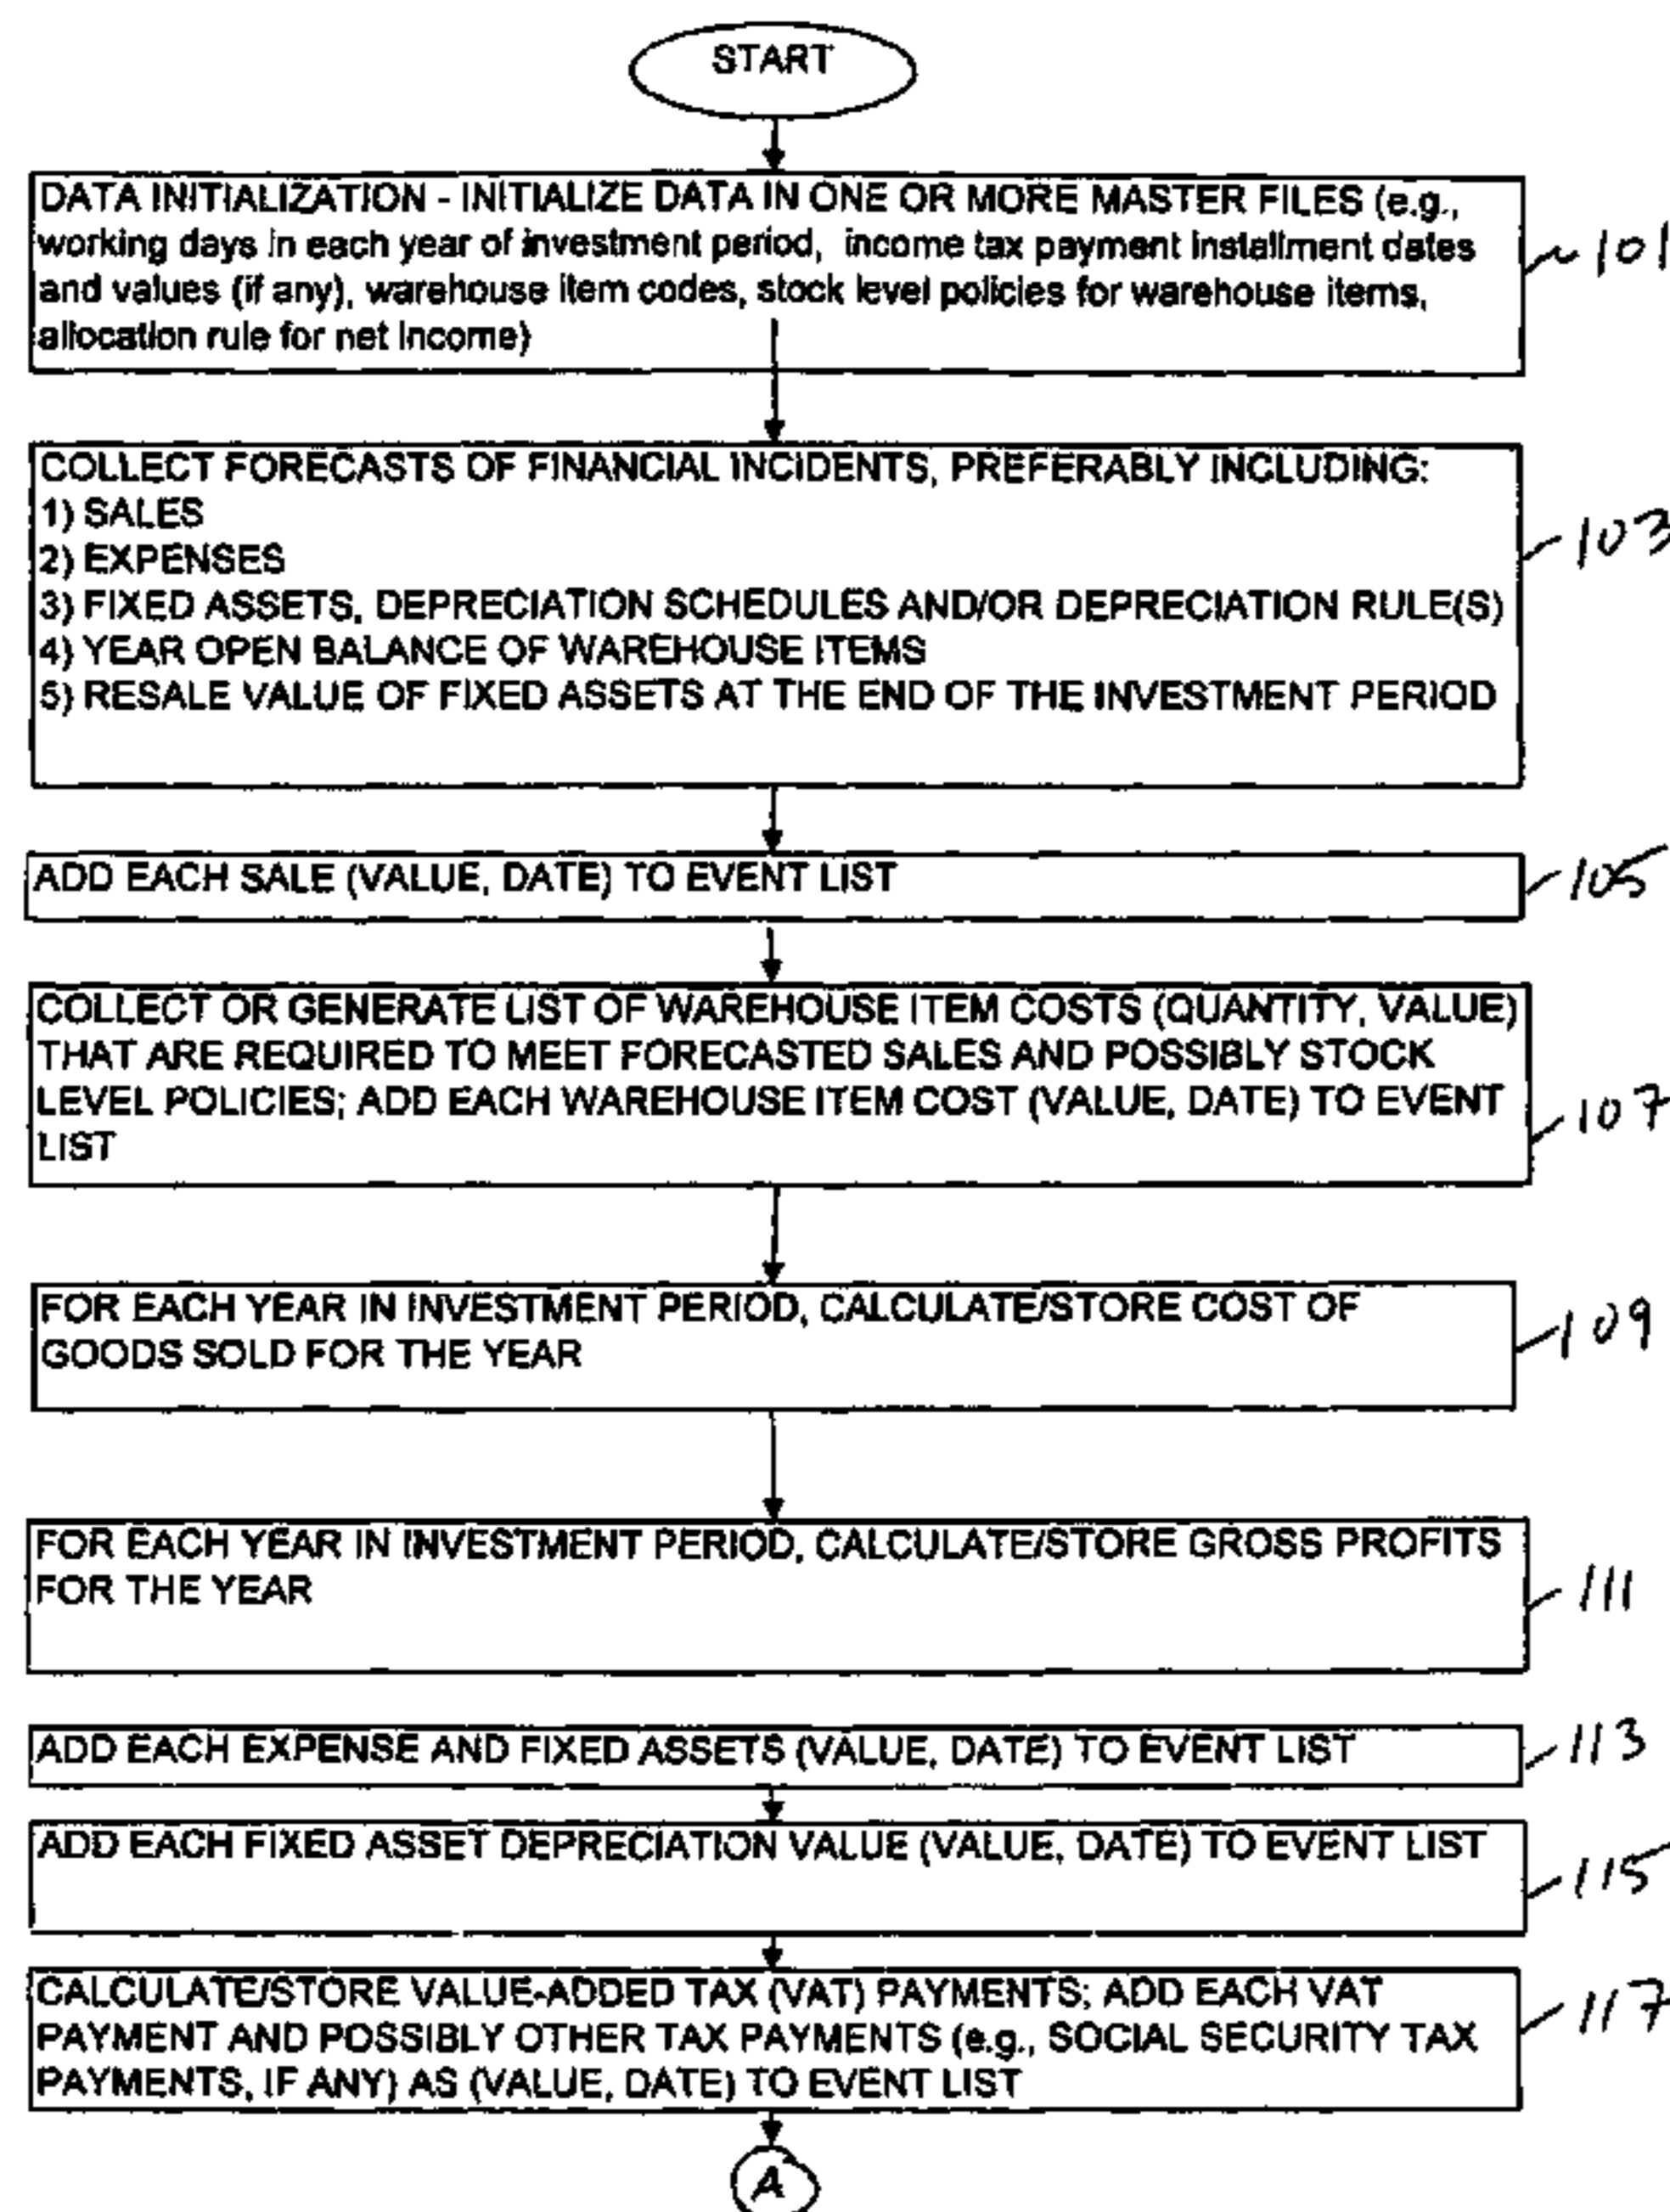 START
DATA INITIALIZATION - INITIALIZE DATA IN ONE OR MORE MASTER FILES (e.g.,
working days in each year of investment period, income tax payment installment dates
and values (if any), warehouse item codes, stock level policies for warehouse items,
allocation rule for net income)
101
COLLECT FORECASTS OF FINANCIAL INCIDENTS, PREFERABLY INCLUDING:
1) SALES
2) EXPENSES
3) FIXED ASSETS, DEPRECIATION SCHEDULES AND/OR DEPRECIATION RULE(S)
4) YEAR OPEN BALANCE OF WAREHOUSE ITEMS
5) RESALE VALUE OF FIXED ASSETS AT THE END OF THE INVESTMENT PERIOD
103
ADD EACH SALE (VALUE, DATE) TO EVENT LIST
105
COLLECT OR GENERATE LIST OF WAREHOUSE ITEM COSTS (QUANTITY, VALUE)
THAT ARE REQUIRED TO MEET FORECASTED SALES AND POSSIBLY STOCK
LEVEL POLICIES; ADD EACH WAREHOUSE ITEM COST (VALUE, DATE) TO EVENT
LIST
107
FOR EACH YEAR IN INVESTMENT PERIOD, CALCULATE/STORE COST OF
GOODS SOLD FOR THE YEAR
109
FOR EACH YEAR IN INVESTMENT PERIOD, CALCULATE/STORE GROSS PROFITS
FOR THE YEAR
111
ADD EACH EXPENSE AND FIXED ASSETS (VALUE, DATE) TO EVENT LIST
113
ADD EACH FIXED ASSET DEPRECIATION VALUE (VALUE, DATE) TO EVENT LIST
115
CALCULATE/STORE VALUE-ADDED TAX (VAT) PAYMENTS; ADD EACH VAT
PAYMENT AND POSSIBLY OTHER TAX PAYMENTS (e.g., SOCIAL SECURITY TAX
PAYMENTS, IF ANY) AS (VALUE, DATE) TO EVENT LIST
117
A